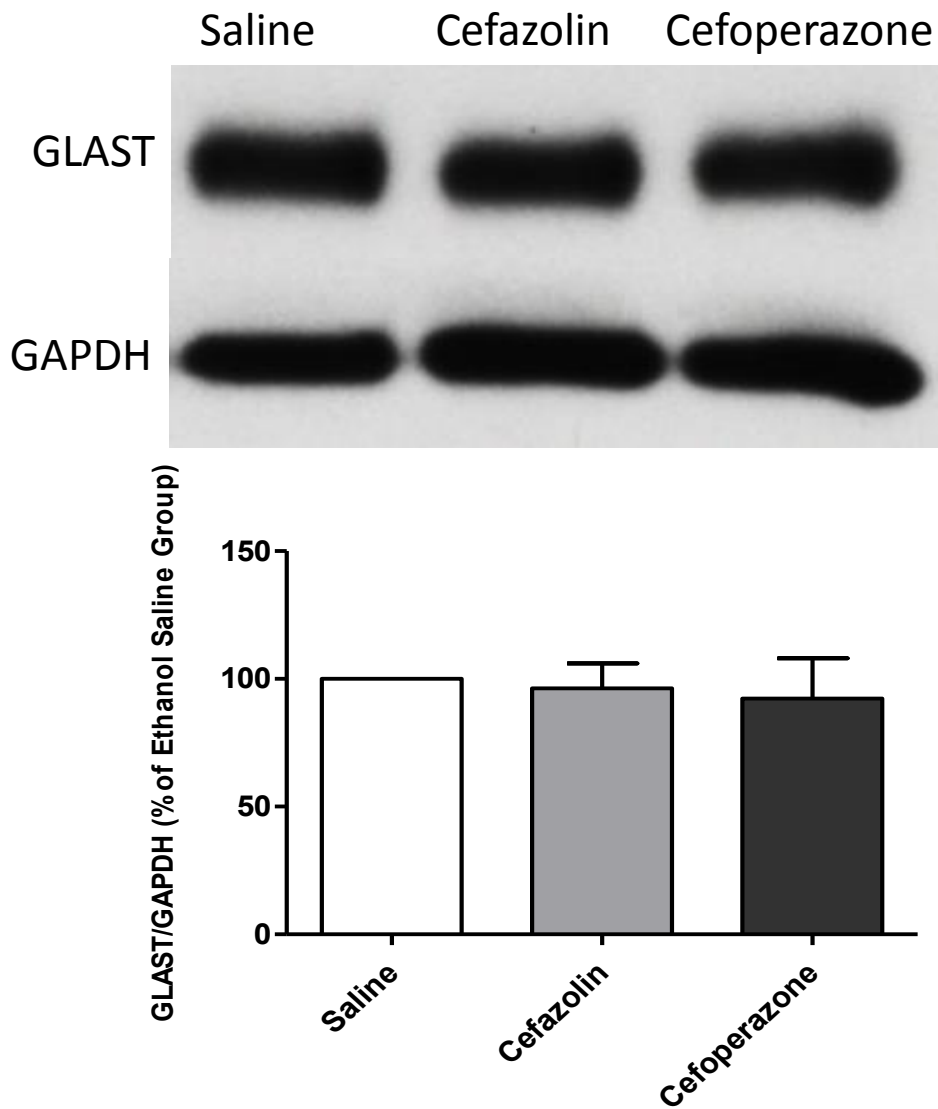 Saline Cefazolin Cefoperazone
GLAST
GAPDH
GLAST/GAPDH (% of Ethanol Saline Group)
150
100
50
0
Saline
Cefazolin
Cefoperazone